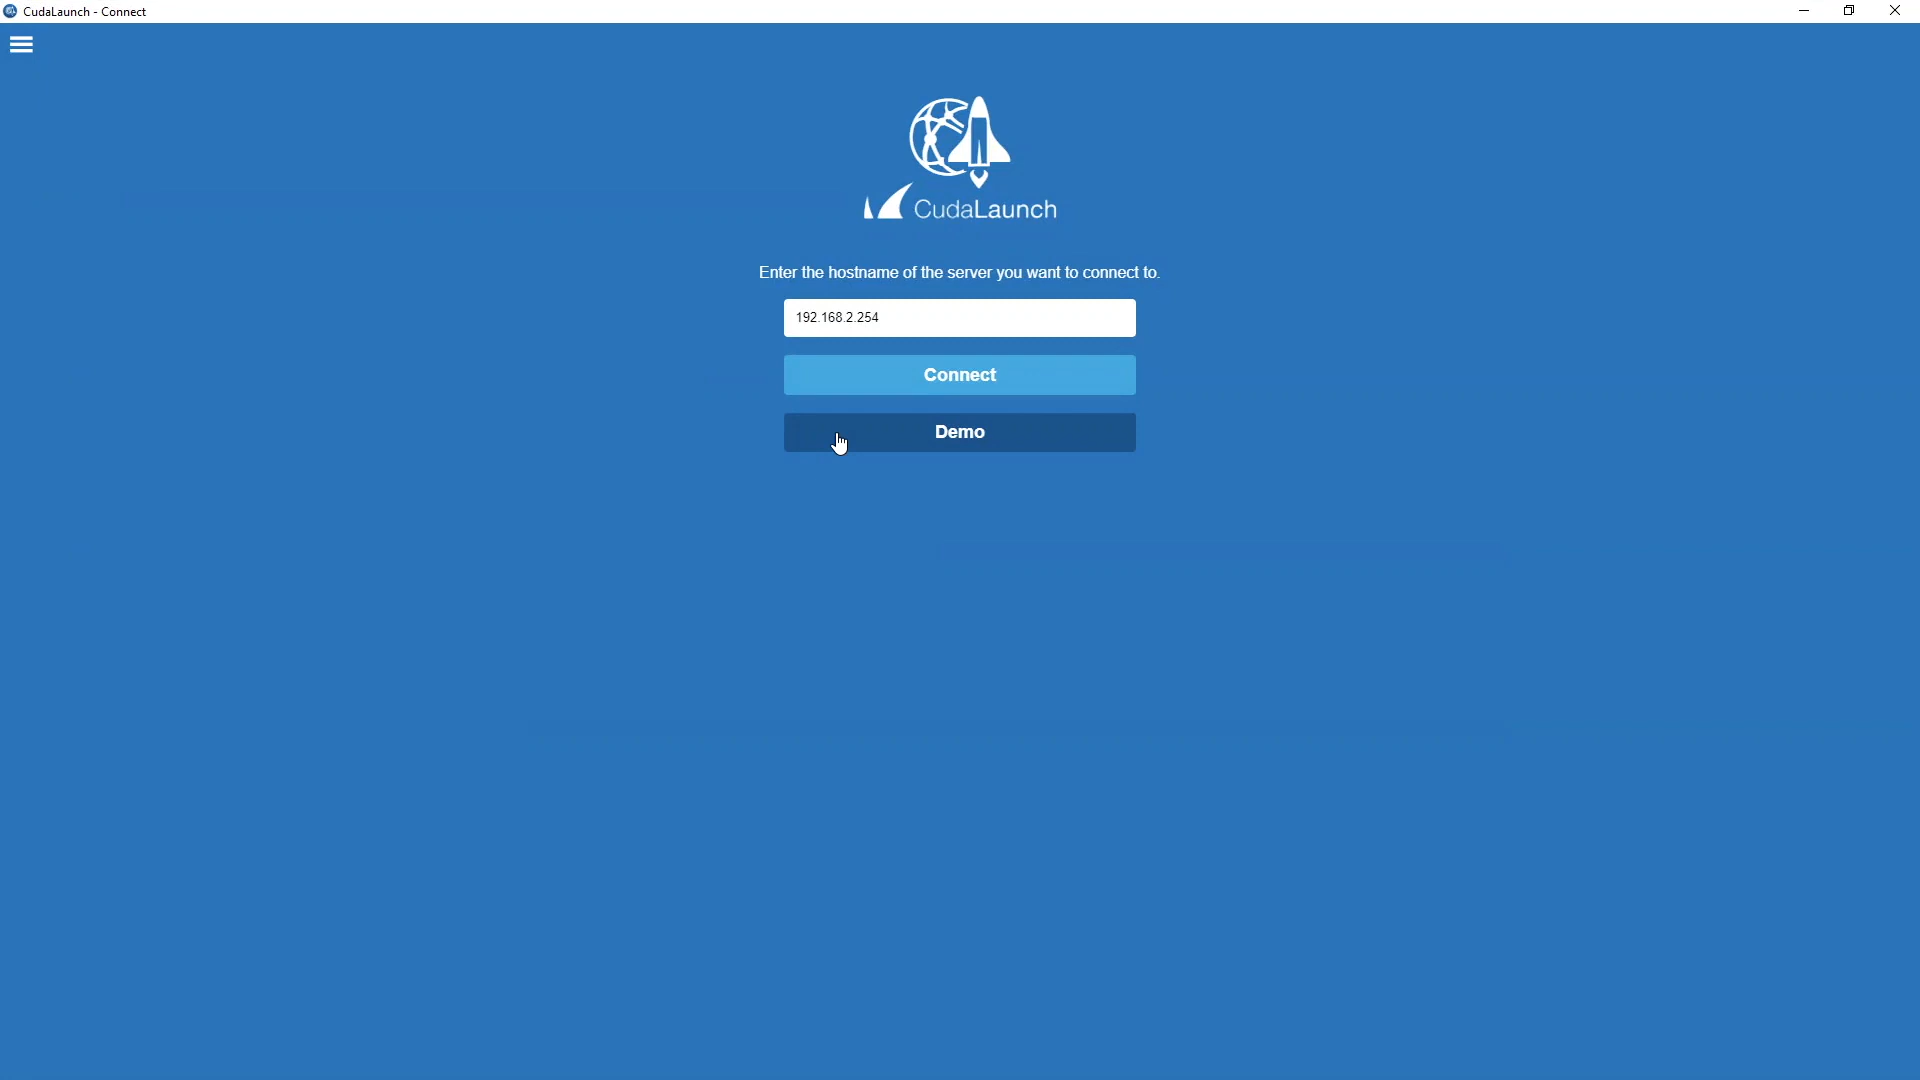 CudaLaunch - Connect
CudaLaunch
Enter the hostname of the server you want to connect to.
192.168.2.254
Connect
Demo